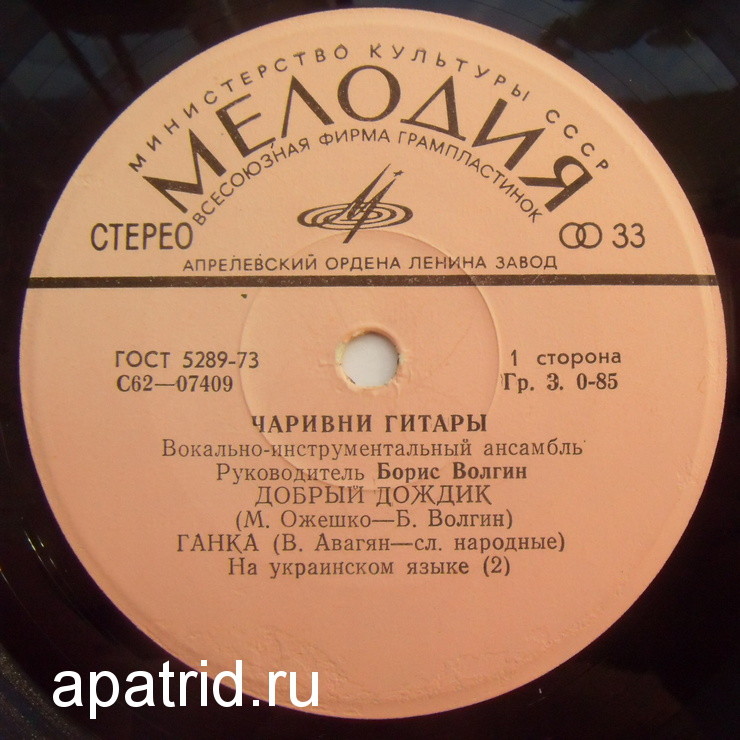 МИНИСТЕРСТВО КУЛЬТУРЫ СССР
МЕЛОДИЯ
ВСЕСОЮЗНАЯ ФИРМА ГРАМПЛАСТИНОК
СТЕРЕО
33
АПРЕЛЕВСКИЙ ОРДЕНА ЛЕНИНА ЗАВОД
ГОСТ 5289-73
1 сторона
С62—07409
Гр. 3. 0-85
ЧАРИВНИ ГИТАРЫ
Вокально-инструментальный ансамбль
Руководитель Борис Волгин
ДОБРЫЙ ДОЖДИК
(М. Ожешко—Б. Волгин)
ГАНКА (В. Авагян—сл. народные)
На украинском языке (2)
apatrid.ru